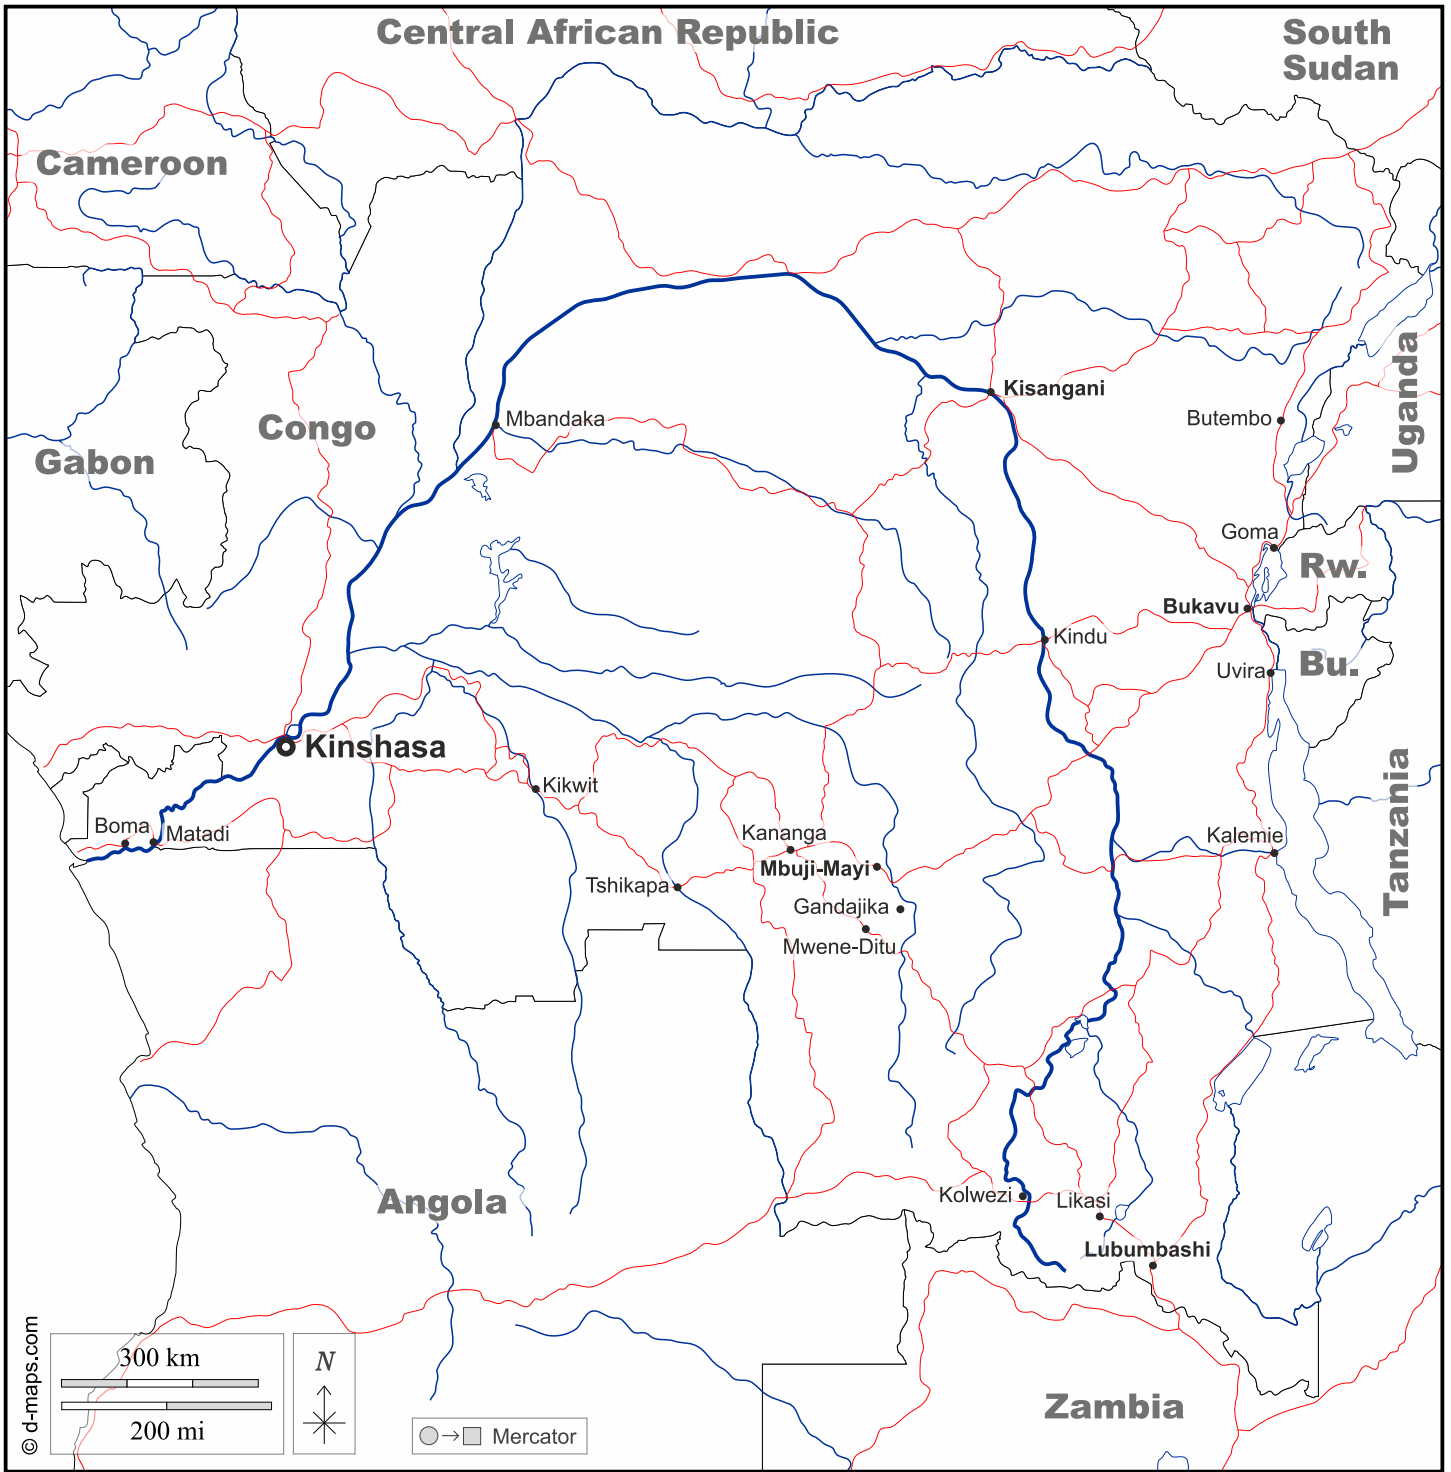 Central African Republic
South
Sudan
Cameroon
Uganda
Kisangani
Mbandaka
Butembo
Congo
Gabon
Goma
Rw.
Bukavu
Kindu
Uvira
Bu.
Kinshasa
Tanzania
Kikwit
Boma
Matadi
Kananga
Kalemie
Mbuji-Mayi
Tshikapa
Gandajika
Mwene-Ditu
Angola
Kolwezi
Likasi
Lubumbashi
© d-maps.com
300 km
200 mi
N
Mercator
Zambia